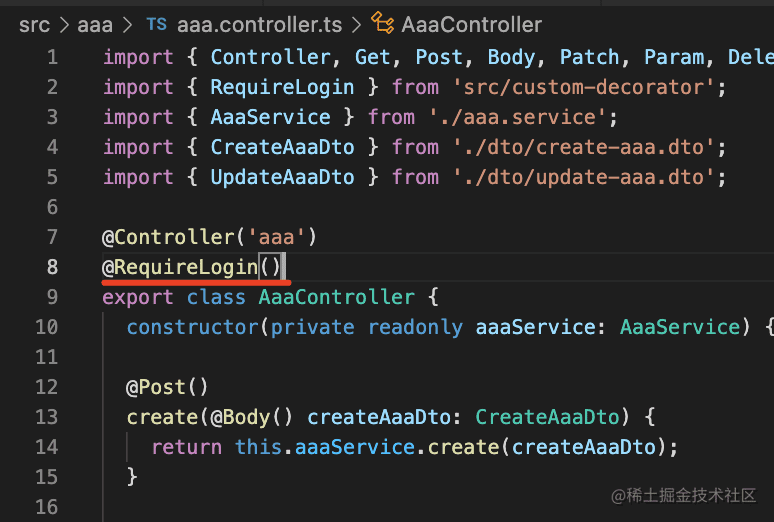 src > aaa > TS aaa.controller.ts > AaaController
1 import { Controller, Get, Post, Body, Patch, Param, Dele
2 import { RequireLogin } from 'src/custom-decorator';
3 import { AaaService } from './aaa.service';
4 import { CreateAaaDto } from './dto/create-aaa.dto';
5 import { UpdateAaaDto } from './dto/update-aaa.dto';
6
7 @Controller('aaa')
8 @RequireLogin()
9 export class AaaController {
10 constructor(private readonly aaaService: AaaService) {
11
12 @Post()
13 create(@Body() createAaaDto: CreateAaaDto) {
14 return this.aaaService.create(createAaaDto);
15 }
16
@稀土掘金技术社区